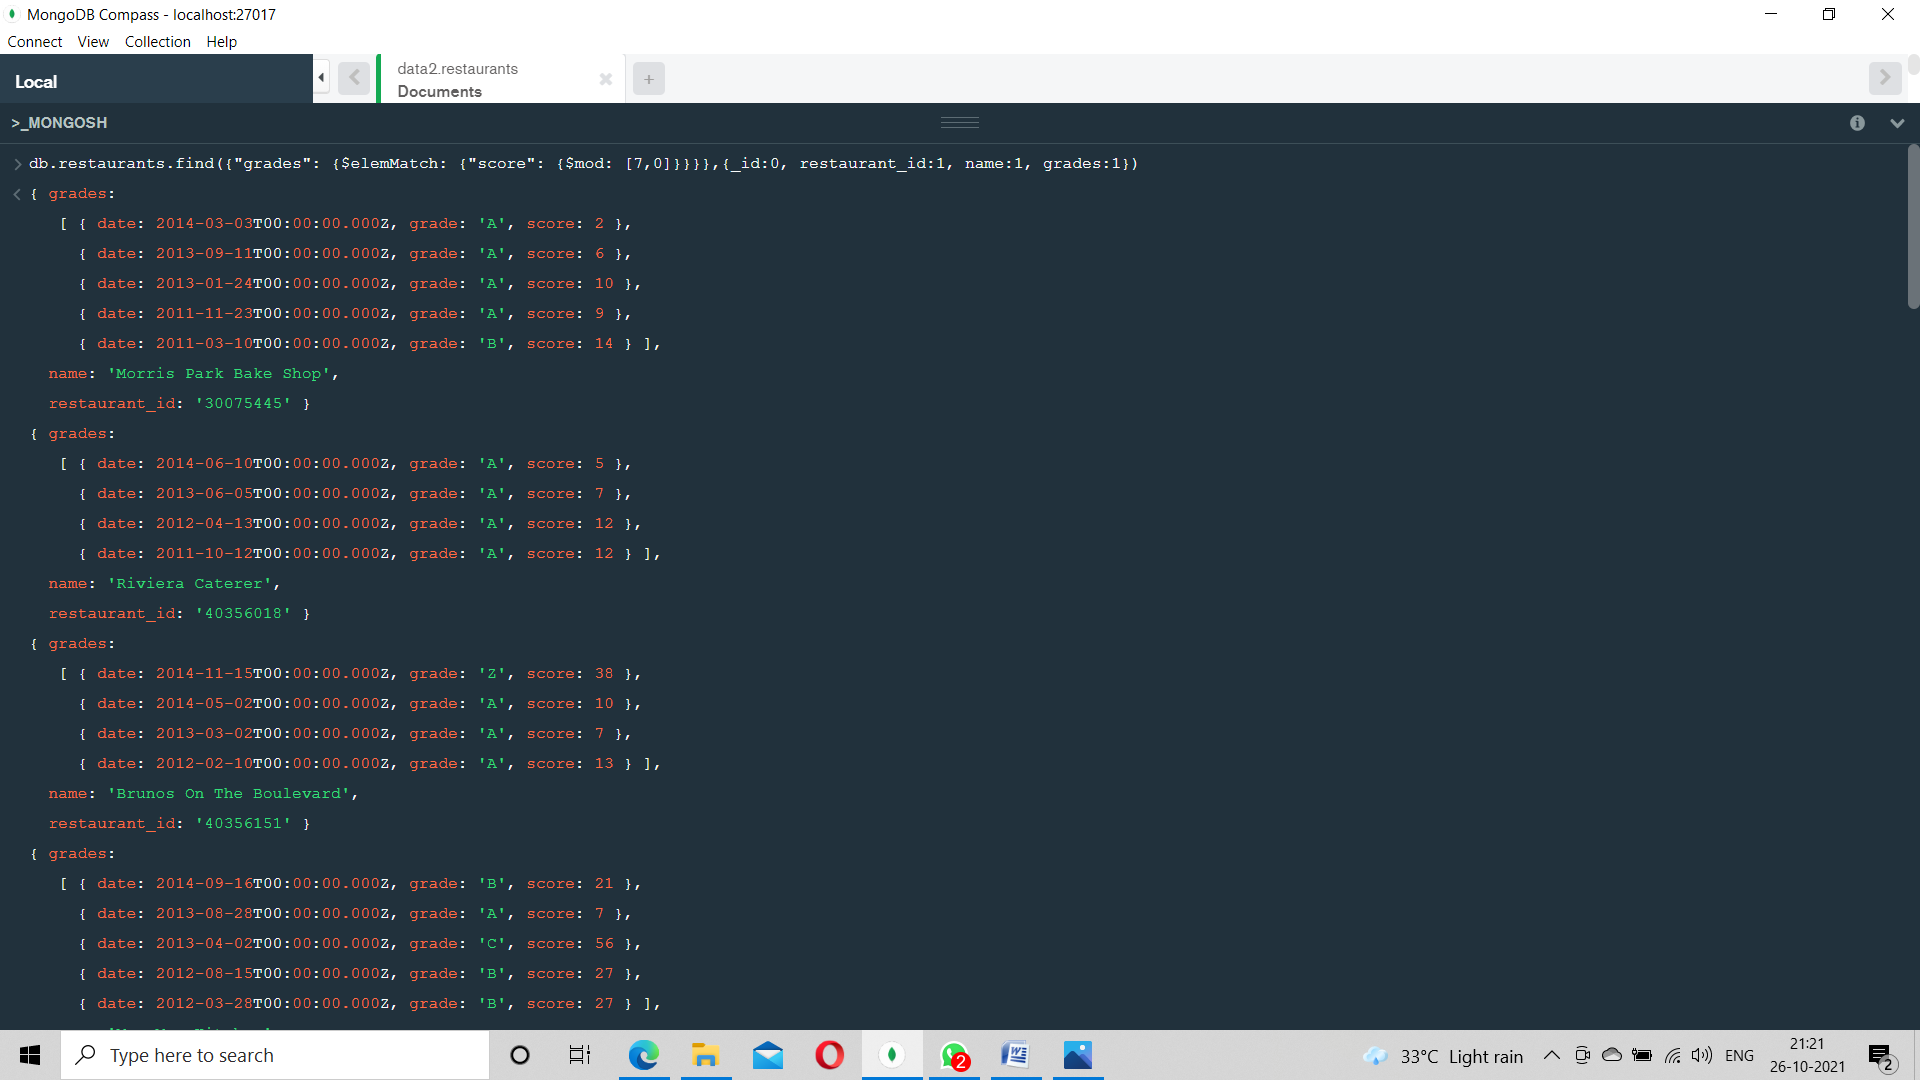 MongoDB Compass - localhost:27017
Connect View Collection Help
Local
data2.restaurants
Documents
>_MONGOSH
> db.restaurants.find({"grades": {$elemMatch: {"score": {$mod: [7,0]}}}},{_id:0, restaurant_id:1, name:1, grades:1})
< { grades:
[ { date: 2014-03-03T00:00:00.000Z, grade: 'A', score: 2 },
{ date: 2013-09-11T00:00:00.000Z, grade: 'A', score: 6 },
{ date: 2013-01-24T00:00:00.000Z, grade: 'A', score: 10 },
{ date: 2011-11-23T00:00:00.000Z, grade: 'A', score: 9 },
{ date: 2011-03-10T00:00:00.000Z, grade: 'B', score: 14 } ],
name: 'Morris Park Bake Shop',
restaurant_id: '30075445' }
{ grades:
[ { date: 2014-06-10T00:00:00.000Z, grade: 'A', score: 5 },
{ date: 2013-06-05T00:00:00.000Z, grade: 'A', score: 7 },
{ date: 2012-04-13T00:00:00.000Z, grade: 'A', score: 12 },
{ date: 2011-10-12T00:00:00.000Z, grade: 'A', score: 12 } ],
name: 'Riviera Caterer',
restaurant_id: '40356018' }
{ grades:
[ { date: 2014-11-15T00:00:00.000Z, grade: 'Z', score: 38 },
{ date: 2014-05-02T00:00:00.000Z, grade: 'A', score: 10 },
{ date: 2013-03-02T00:00:00.000Z, grade: 'A', score: 7 },
{ date: 2012-02-10T00:00:00.000Z, grade: 'A', score: 13 } ],
name: 'Brunos On The Boulevard',
restaurant_id: '40356151' }
{ grades:
[ { date: 2014-09-16T00:00:00.000Z, grade: 'B', score: 21 },
{ date: 2013-08-28T00:00:00.000Z, grade: 'A', score: 7 },
{ date: 2013-04-02T00:00:00.000Z, grade: 'C', score: 56 },
{ date: 2012-08-15T00:00:00.000Z, grade: 'B', score: 27 },
{ date: 2012-03-28T00:00:00.000Z, grade: 'B', score: 27 } ],
Type here to search
2
33°C Light rain
ENG
21:21
26-10-2021
2